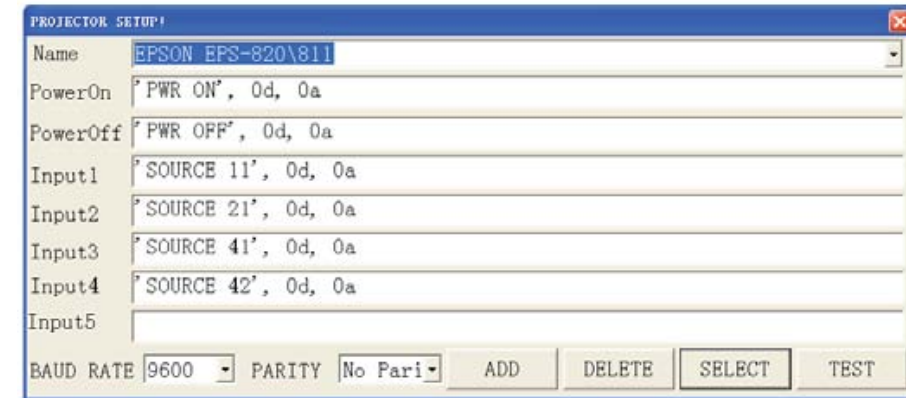 PROJECTOR SETUP!
Name EPSON EPS-820\811
PowerOn 'PWR ON', 0d, 0a
PowerOff 'PWR OFF', 0d, 0a
Input1 'SOURCE 11', 0d, 0a
Input2 'SOURCE 21', 0d, 0a
Input3 'SOURCE 41', 0d, 0a
Input4 'SOURCE 42', 0d, 0a
Input5
BAUD RATE 9600 PARITY No Pari ADD DELETE SELECT TEST